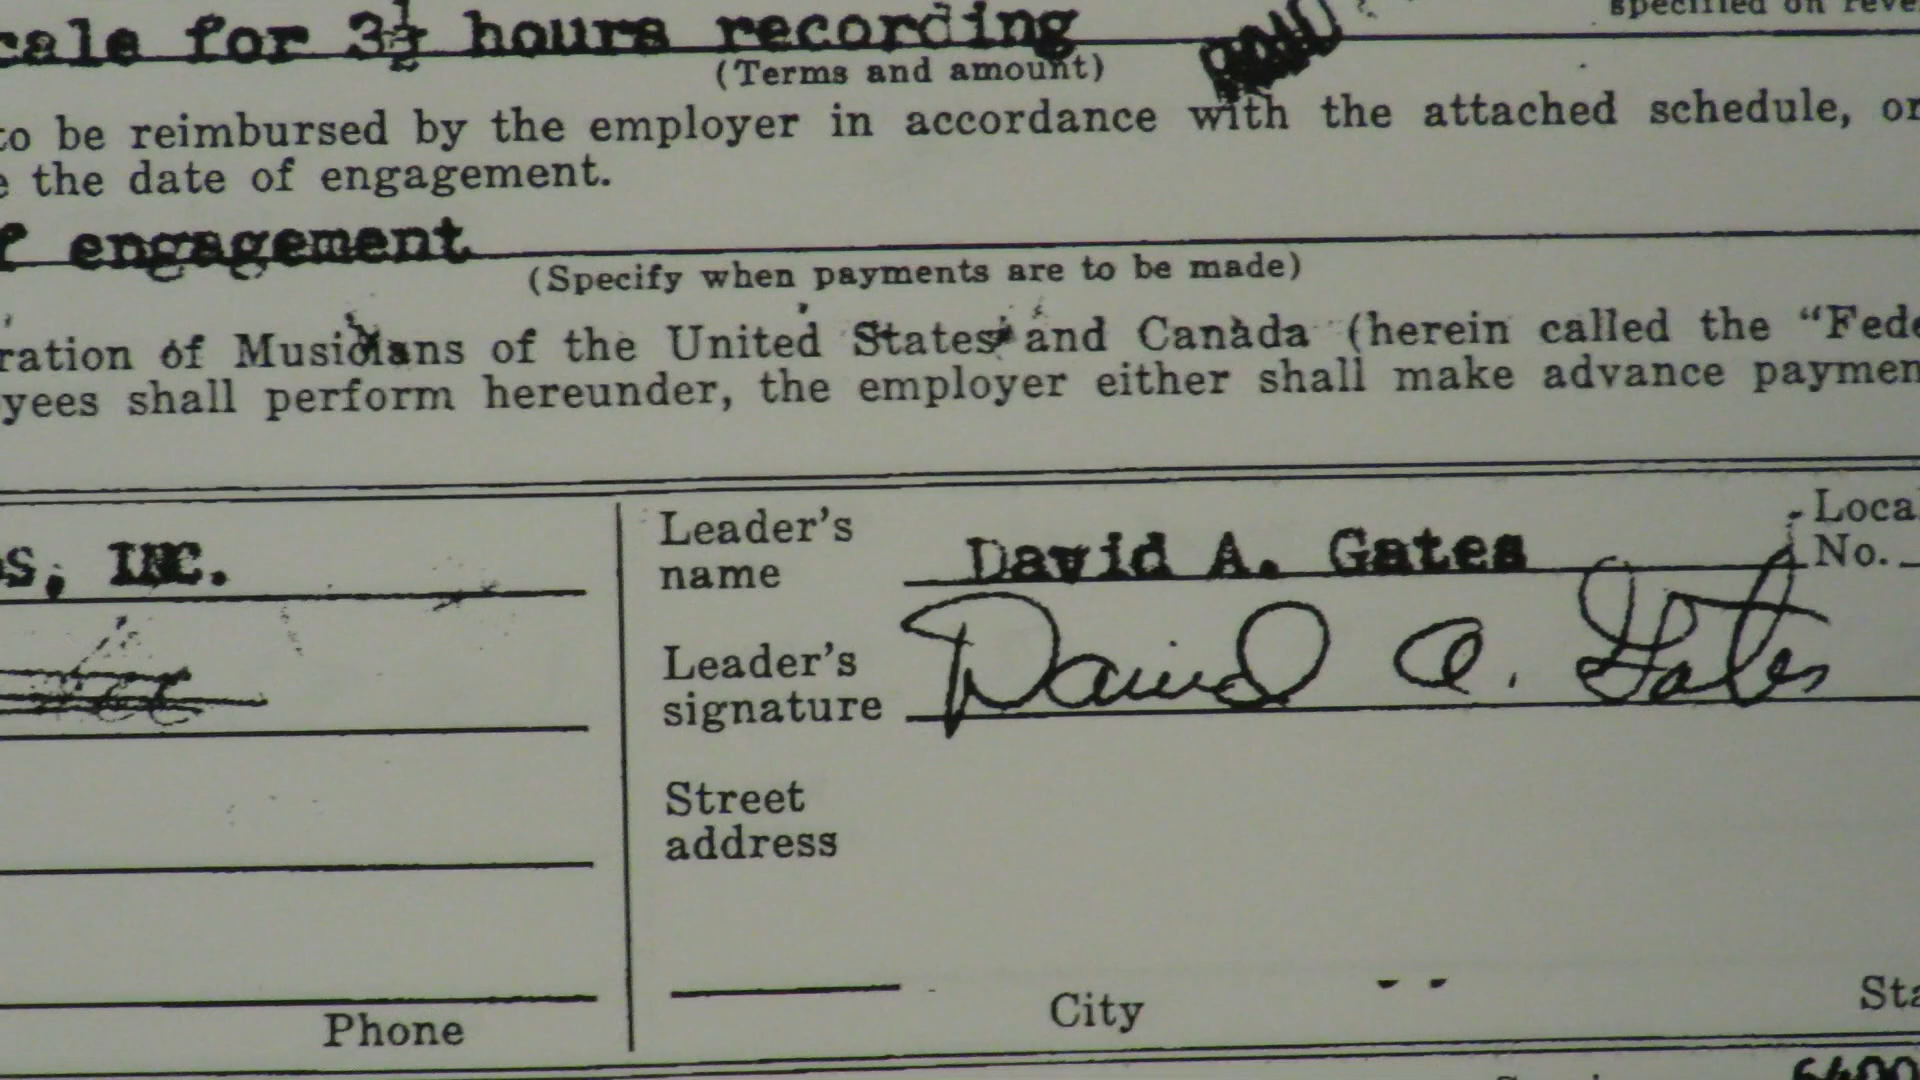 cale for 3½ hours recording
specified on reve
(Terms and amount)
to be reimbursed by the employer in accordance with the attached schedule, or
e the date of engagement.
f engagement
(Specify when payments are to be made)
ration of Musicians of the United States and Canada (herein called the “Fede
yees shall perform hereunder, the employer either shall make advance paymen
s, INC.
Leader's name David A. Gates
Local No.
Leader's signature David A. Gates
Street address
Phone
City
Sta